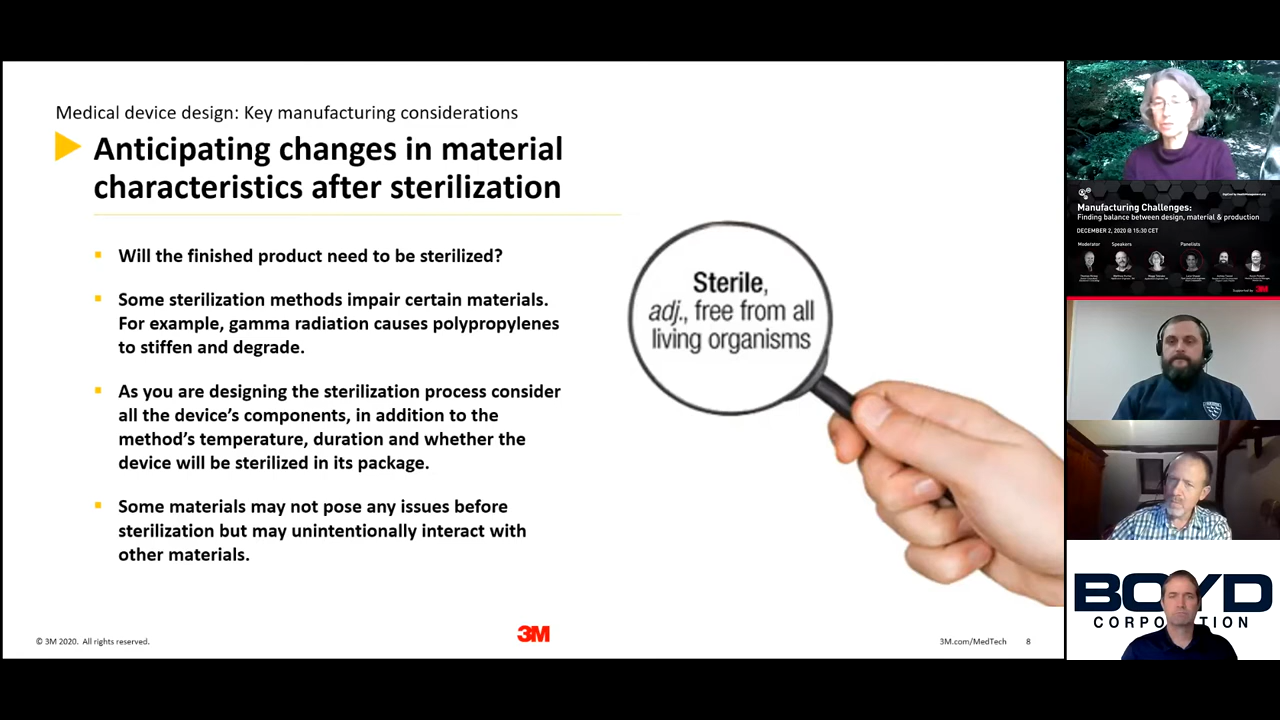 Medical device design: Key manufacturing considerations
Anticipating changes in material
characteristics after sterilization
Will the finished product need to be sterilized?
Some sterilization methods impair certain materials.
For example, gamma radiation causes polypropylenes
to stiffen and degrade.
As you are designing the sterilization process consider
all the device's components, in addition to the
method's temperature, duration and whether the
device will be sterilized in its package.
Some materials may not pose any issues before
sterilization but may unintentionally interact with
other materials.
Sterile,
adj., free from all
living organisms
© 3M 2020. All rights reserved.
3M
3M.com/MedTech
8
Manufacturing Challenges:
Finding balance between design, material & production
DECEMBER 2, 2020 @ 15:30 CET
Moderator
Speakers
Panelists
Supported by 3M
BOYD
CORPORATION